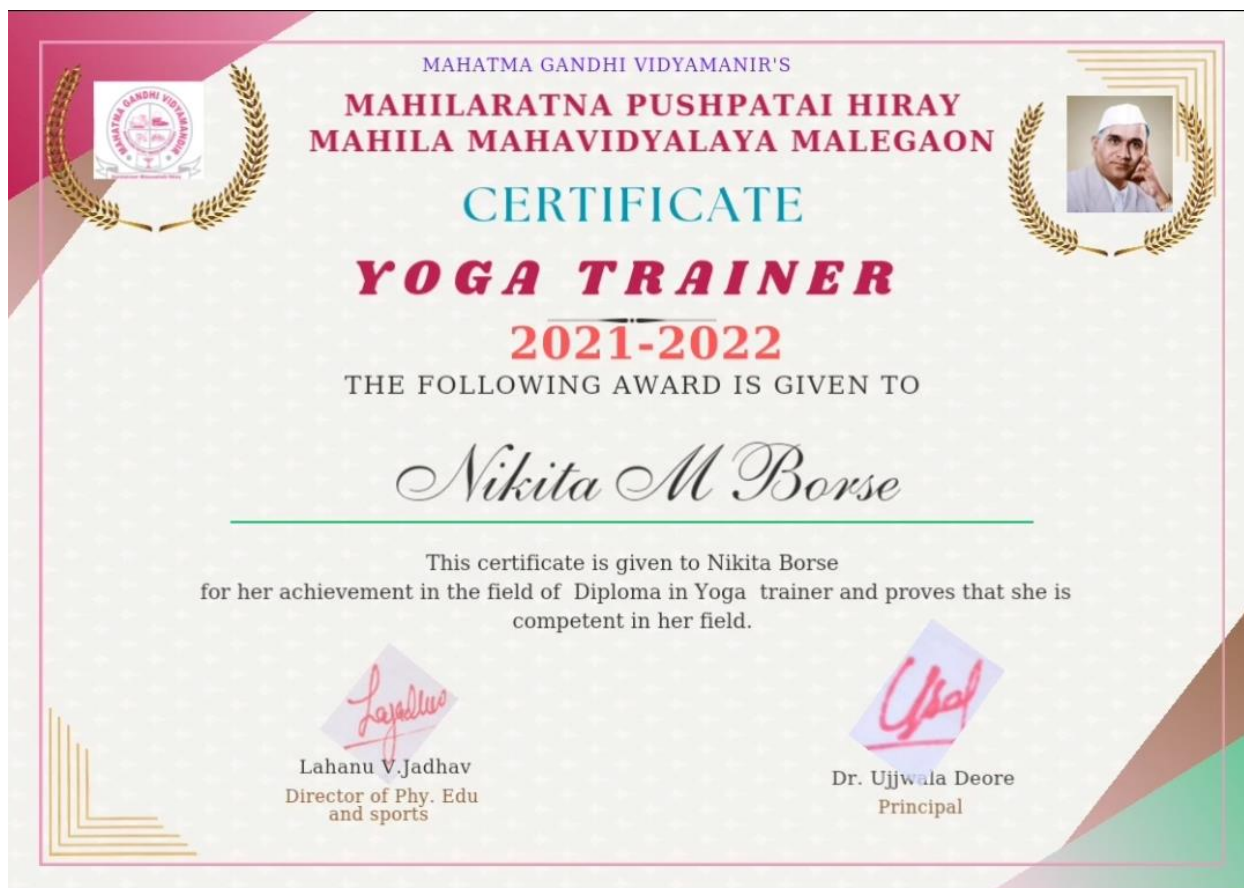 MAHATMA GANDHI VIDYAMANIR'S
MAHILARATNA PUSHPATAI HIRAY
MAHILA MAHAVIDYALAYA MALEGAON
MAHATMA GANDHI VIDYAMANDIR
CERTIFICATE
YOGA TRAINER
2021-2022
THE FOLLOWING AWARD IS GIVEN TO
Nikita M Borse
This certificate is given to Nikita Borse
for her achievement in the field of Diploma in Yoga trainer and proves that she is
competent in her field.
Lahanu V.Jadhav
Director of Phy. Edu
and sports
Dr. Ujjwala Deore
Principal